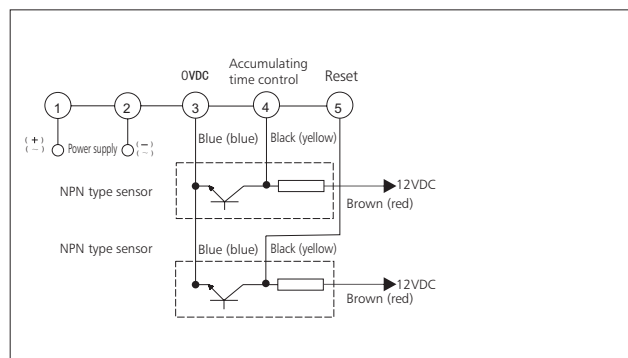 0VDC
Accumulating
time control
Reset
1
2
3
4
5
(+)
(~)
Power supply
(−)
(~)
Blue (blue)
Black (yellow)
NPN type sensor
12VDC
Brown (red)
NPN type sensor
Blue (blue)
Black (yellow)
12VDC
Brown (red)